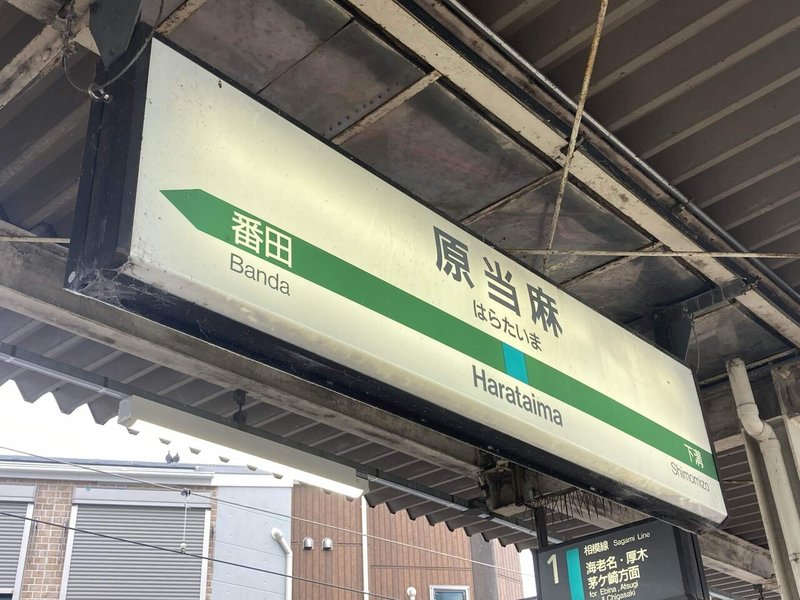 番田
Banda
原当麻
はらたいま
Harataima
下溝
Shimomizo
1
相模線 Sagami Line
海老名・厚木
茅ケ崎方面
for Ebina, Atsugi
& Chigasaki